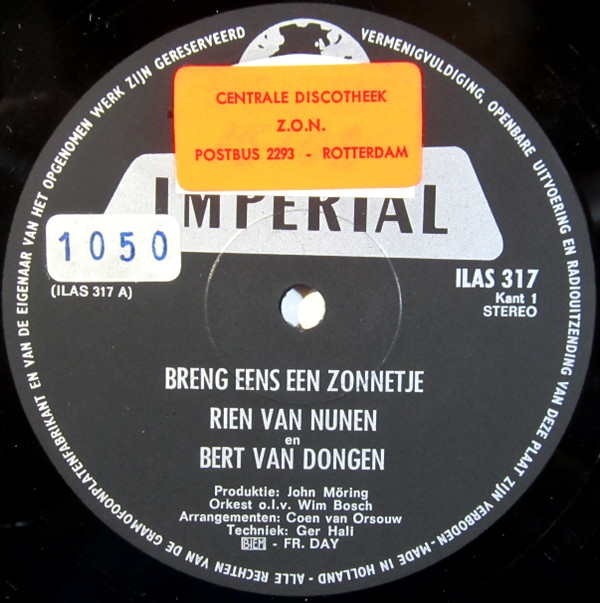 CENTRALE DISCOTHEEK
Z.O.N.
POSTBUS 2293 - ROTTERDAM
IMPERIAL
1050
(ILAS 317 A)
ILAS 317
Kant 1
STEREO
BRENG EENS EEN ZONNETJE
RIEN VAN NUNEN
en
BERT VAN DONGEN
Produktie: John Möring
Orkest o.l.v. Wim Bosch
Arrangementen: Coen van Orsouw
Techniek: Ger Hali
BIEM - FR. DAY
ALLE RECHTEN VAN DE GRAMOFOONPLATENFABRIKANT EN VAN DE EIGENAAR VAN HET OPGENOMEN WERK ZIJN GERESERVEERD
VERMENIGVULDIGING, OPENBARE UITVOERING EN RADIOUITZENDING VAN DEZE PLAAT ZIJN VERBODEN - MADE IN HOLLAND -